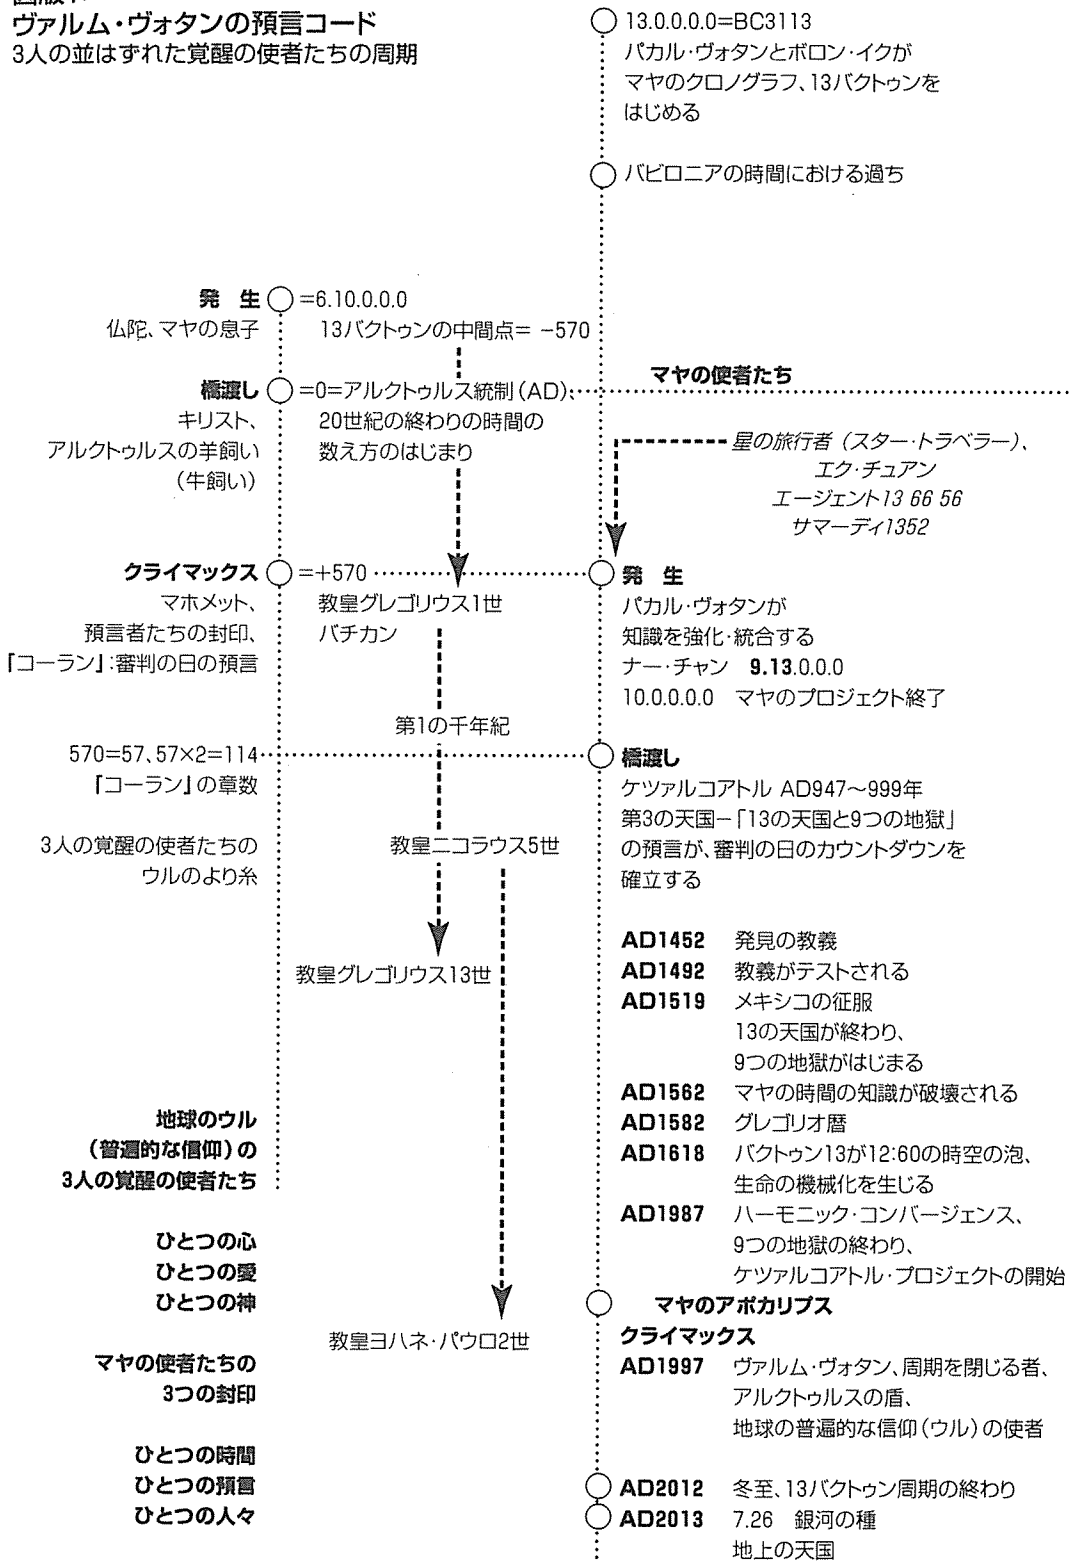 ヴァルム・ヴォタンの預言コード
3人の並はずれた覚醒の使者たちの周期
13.0.0.0.0=BC3113
パカル・ヴォタンとボロン・イクが
マヤのクロノグラフ、13バクトゥンを
はじめる
バビロニアの時間における過ち
発 生
仏陀、マヤの息子
=6.10.0.0.0
13バクトゥンの中間点= −570
橋渡し
キリスト、
アルクトゥルスの羊飼い
(牛飼い)
=0=アルクトゥルス統制(AD)、
20世紀の終わりの時間の
数え方のはじまり
マヤの使者たち
星の旅行者(スター・トラベラー)、
エク・チュアン
エージェント13 66 56
サマーディ1352
クライマックス
マホメット、
預言者たちの封印、
『コーラン』:審判の日の預言
=+570
教皇グレゴリウス1世
バチカン
発 生
パカル・ヴォタンが
知識を強化・統合する
ナー・チャン 9.13.0.0.0
10.0.0.0.0 マヤのプロジェクト終了
第1の千年紀
570=57、57×2=114
『コーラン』の章数
橋渡し
ケツァルコアトル AD947〜999年
第3の天国−「13の天国と9つの地獄」
の預言が、審判の日のカウントダウンを
確立する
3人の覚醒の使者たちの
ウルのより糸
教皇ニコラウス5世
教皇グレゴリウス13世
AD1452 発見の教義
AD1492 教義がテストされる
AD1519 メキシコの征服
13の天国が終わり、
9つの地獄がはじまる
AD1562 マヤの時間の知識が破壊される
AD1582 グレゴリオ暦
AD1618 バクトゥン13が12:60の時空の泡、
生命の機械化を生じる
AD1987 ハーモニック・コンバージェンス、
9つの地獄の終わり、
ケツァルコアトル・プロジェクトの開始
地球のウル
(普遍的な信仰)の
3人の覚醒の使者たち
ひとつの心
ひとつの愛
ひとつの神
教皇ヨハネ・パウロ2世
マヤのアポカリプス
クライマックス
AD1997 ヴァルム・ヴォタン、周期を閉じる者、
アルクトゥルスの盾、
地球の普遍的な信仰(ウル)の使者
マヤの使者たちの
3つの封印
ひとつの時間
ひとつの預言
ひとつの人々
AD2012 冬至、13バクトゥン周期の終わり
AD2013 7.26 銀河の種
地上の天国